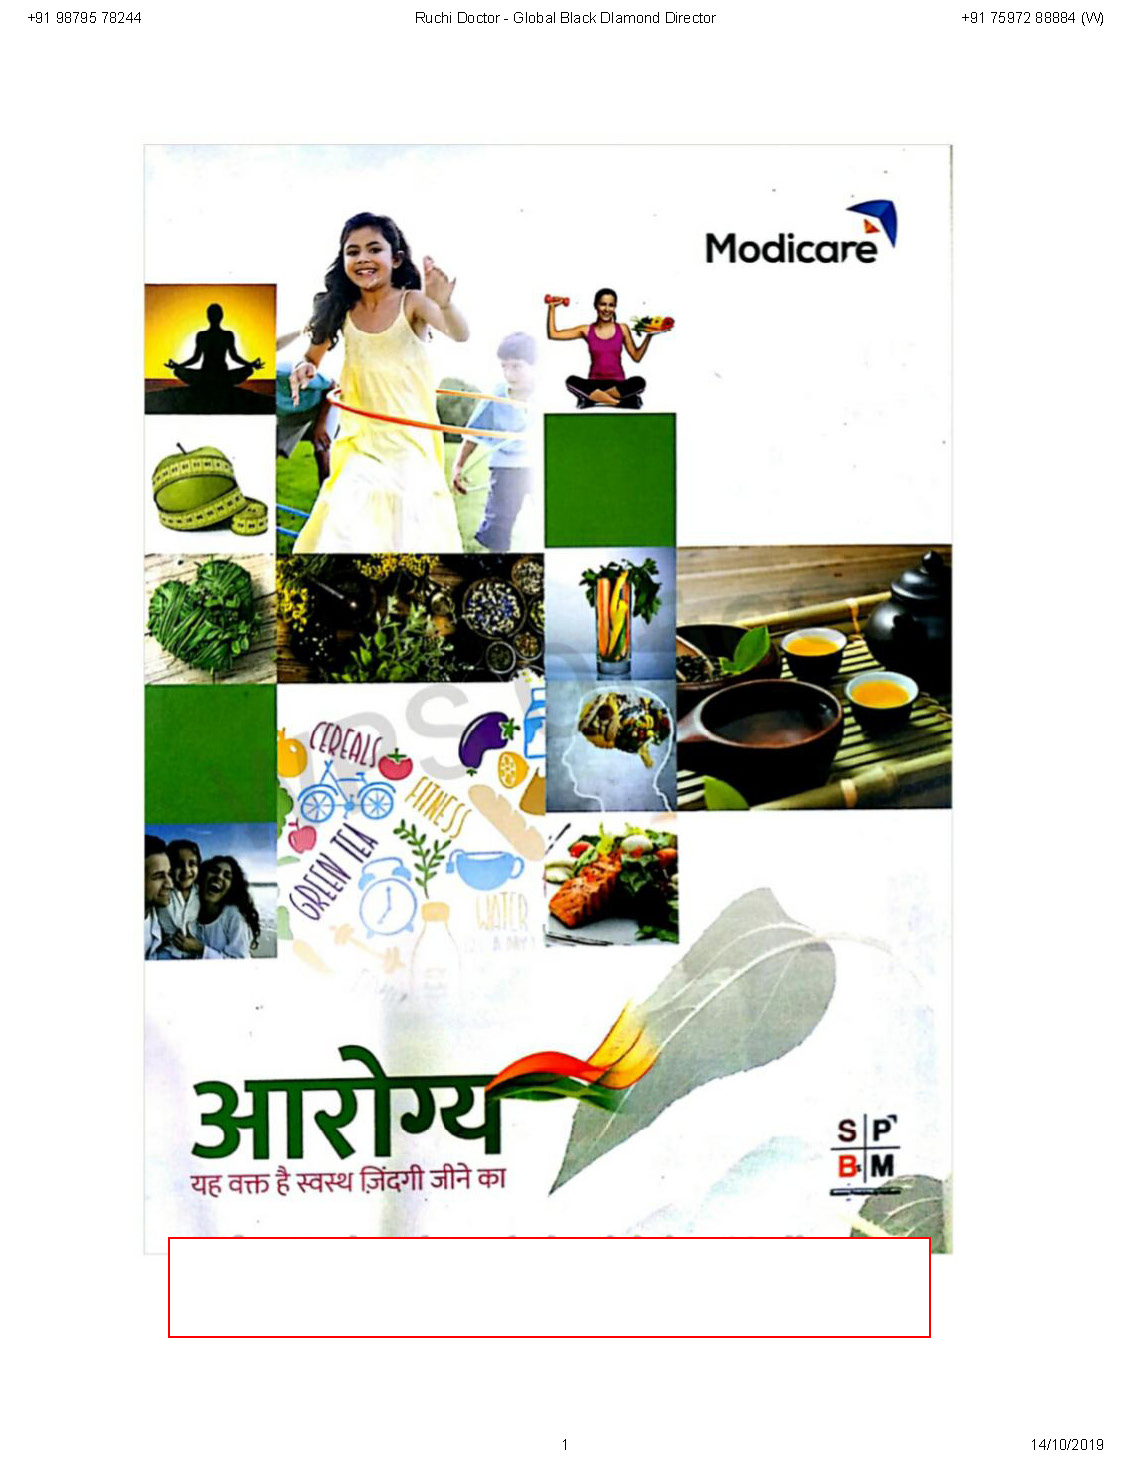 +91 98795 78244 Ruchi Doctor - Global Black DIamond Director +91 75972 88884 (W)
Modicare
CEREALS
FITNESS
GREEN TEA
WATER
आरोग्य
यह वक्त है स्वस्थ ज़िंदगी जीने का
S P
B M
1 14/10/2019